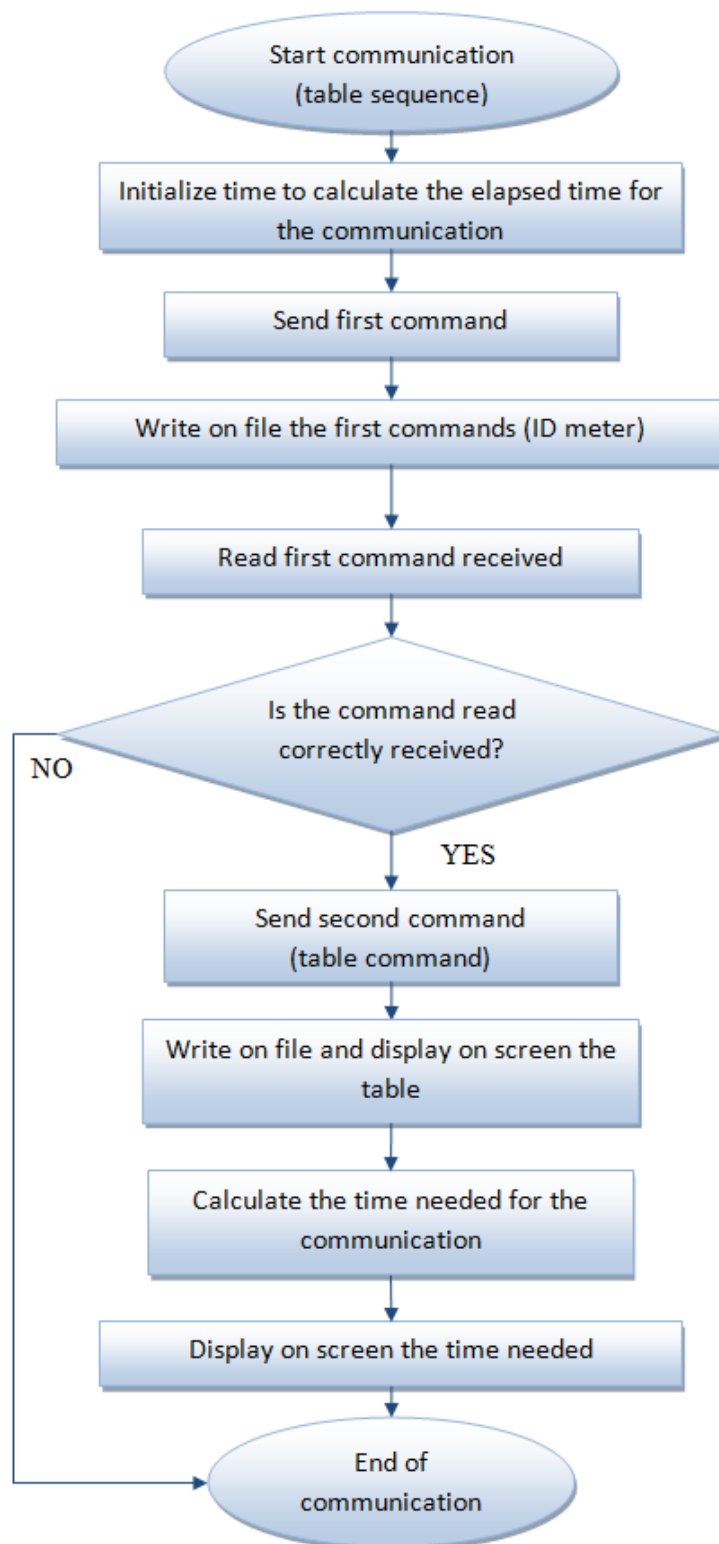 Start communication
(table sequence)
Initialize time to calculate the elapsed time for
the communication
Send first command
Write on file the first commands (ID meter)
Read first command received
Is the command read
correctly received?
NO
YES
Send second command
(table command)
Write on file and display on screen the
table
Calculate the time needed for the
communication
Display on screen the time needed
End of
communication